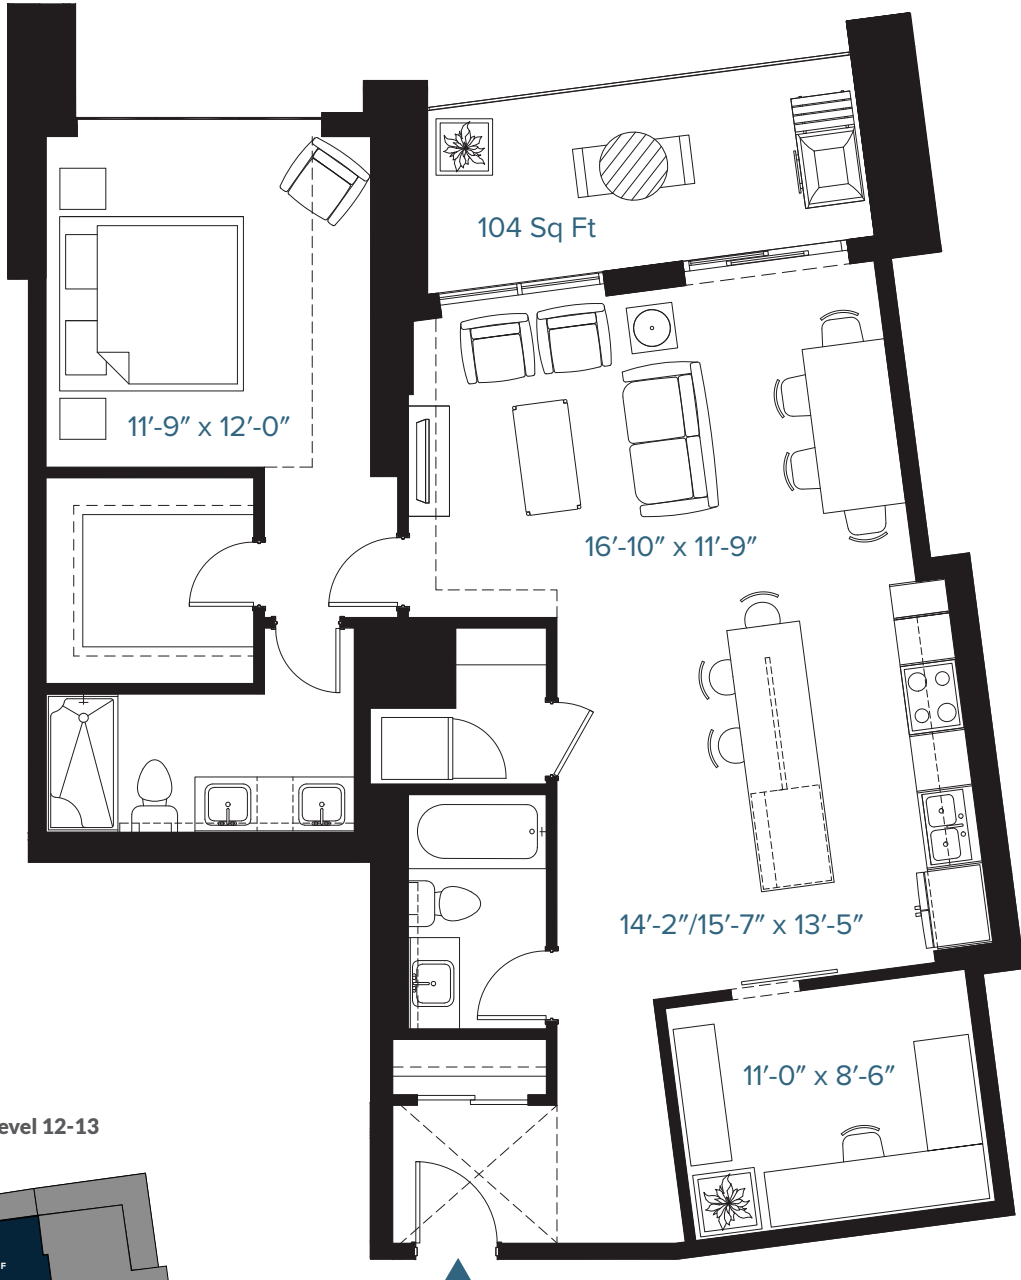 104 Sq Ft
11′-9″ x 12′-0″
16′-10″ x 11′-9″
14′-2″/15′-7″ x 13′-5″
11′-0″ x 8′-6″
evel 12-13
F